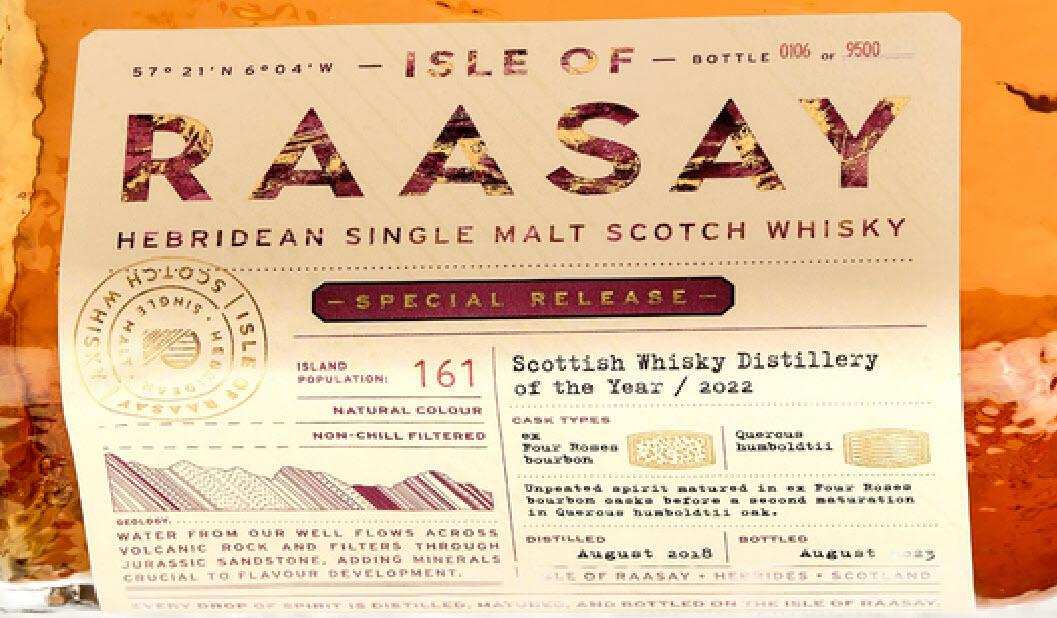 57° 21'N 6°04'W — ISLE OF — BOTTLE 0106 OF 9500
RAASAY
HEBRIDEAN SINGLE MALT SCOTCH WHISKY
– SPECIAL RELEASE –
ISLE OF RAASAY | SCOTCH WHISKY |
SINGLE MALT • HEBRIDEAN •
ISLAND
POPULATION: 161
NATURAL COLOUR
NON-CHILL FILTERED
GEOLOGY.
WATER FROM OUR WELL FLOWS ACROSS
VOLCANIC ROCK AND FILTERS THROUGH
JURASSIC SANDSTONE, ADDING MINERALS
CRUCIAL TO FLAVOUR DEVELOPMENT.
Scottish Whisky Distillery
of the Year / 2022
CASK TYPES
ex
Four Roses
bourbon
Quercus
humboldtii
Unpeated spirit matured in ex Four Roses
bourbon casks before a second maturation
in Quercus humboldtii oak.
DISTILLED
August 2018
BOTTLED
August 2023
ISLE OF RAASAY • HEBRIDES • SCOTLAND
EVERY DROP OF SPIRIT IS DISTILLED, MATURED, AND BOTTLED ON THE ISLE OF RAASAY.